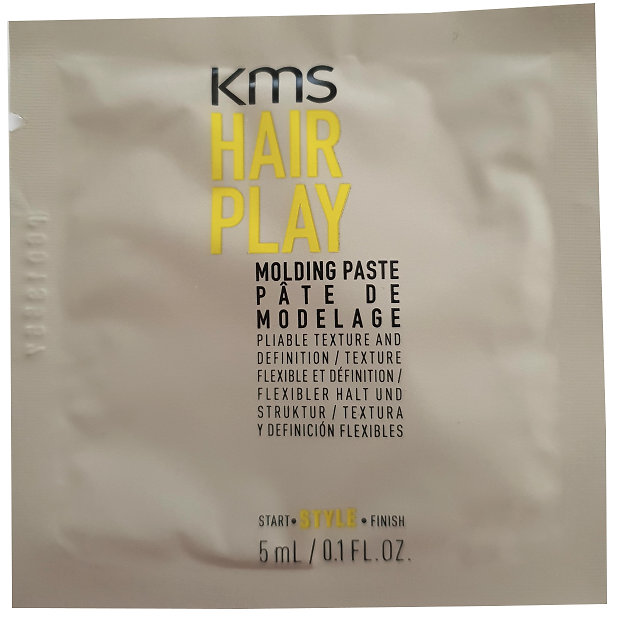 kms
HAIR
PLAY
MOLDING PASTE
PÂTE DE
MODELAGE
PLIABLE TEXTURE AND
DEFINITION / TEXTURE
FLEXIBLE ET DÉFINITION /
FLEXIBLER HALT UND
STRUKTUR / TEXTURA
Y DEFINICIÓN FLEXIBLES
START • STYLE • FINISH
5 mL / 0.1 FL.OZ.